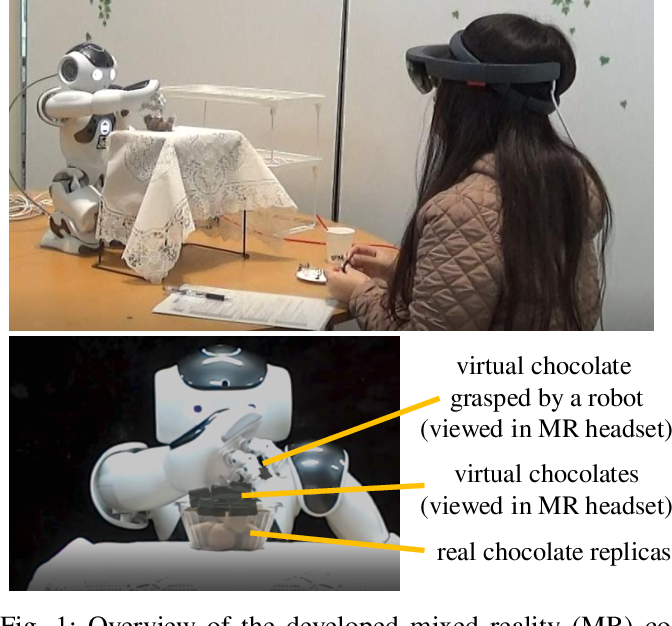 virtual chocolate
grasped by a robot
(viewed in MR headset)
virtual chocolates
(viewed in MR headset)
real chocolate replicas
Fig. 1: Overview of the developed mixed reality (MR) co